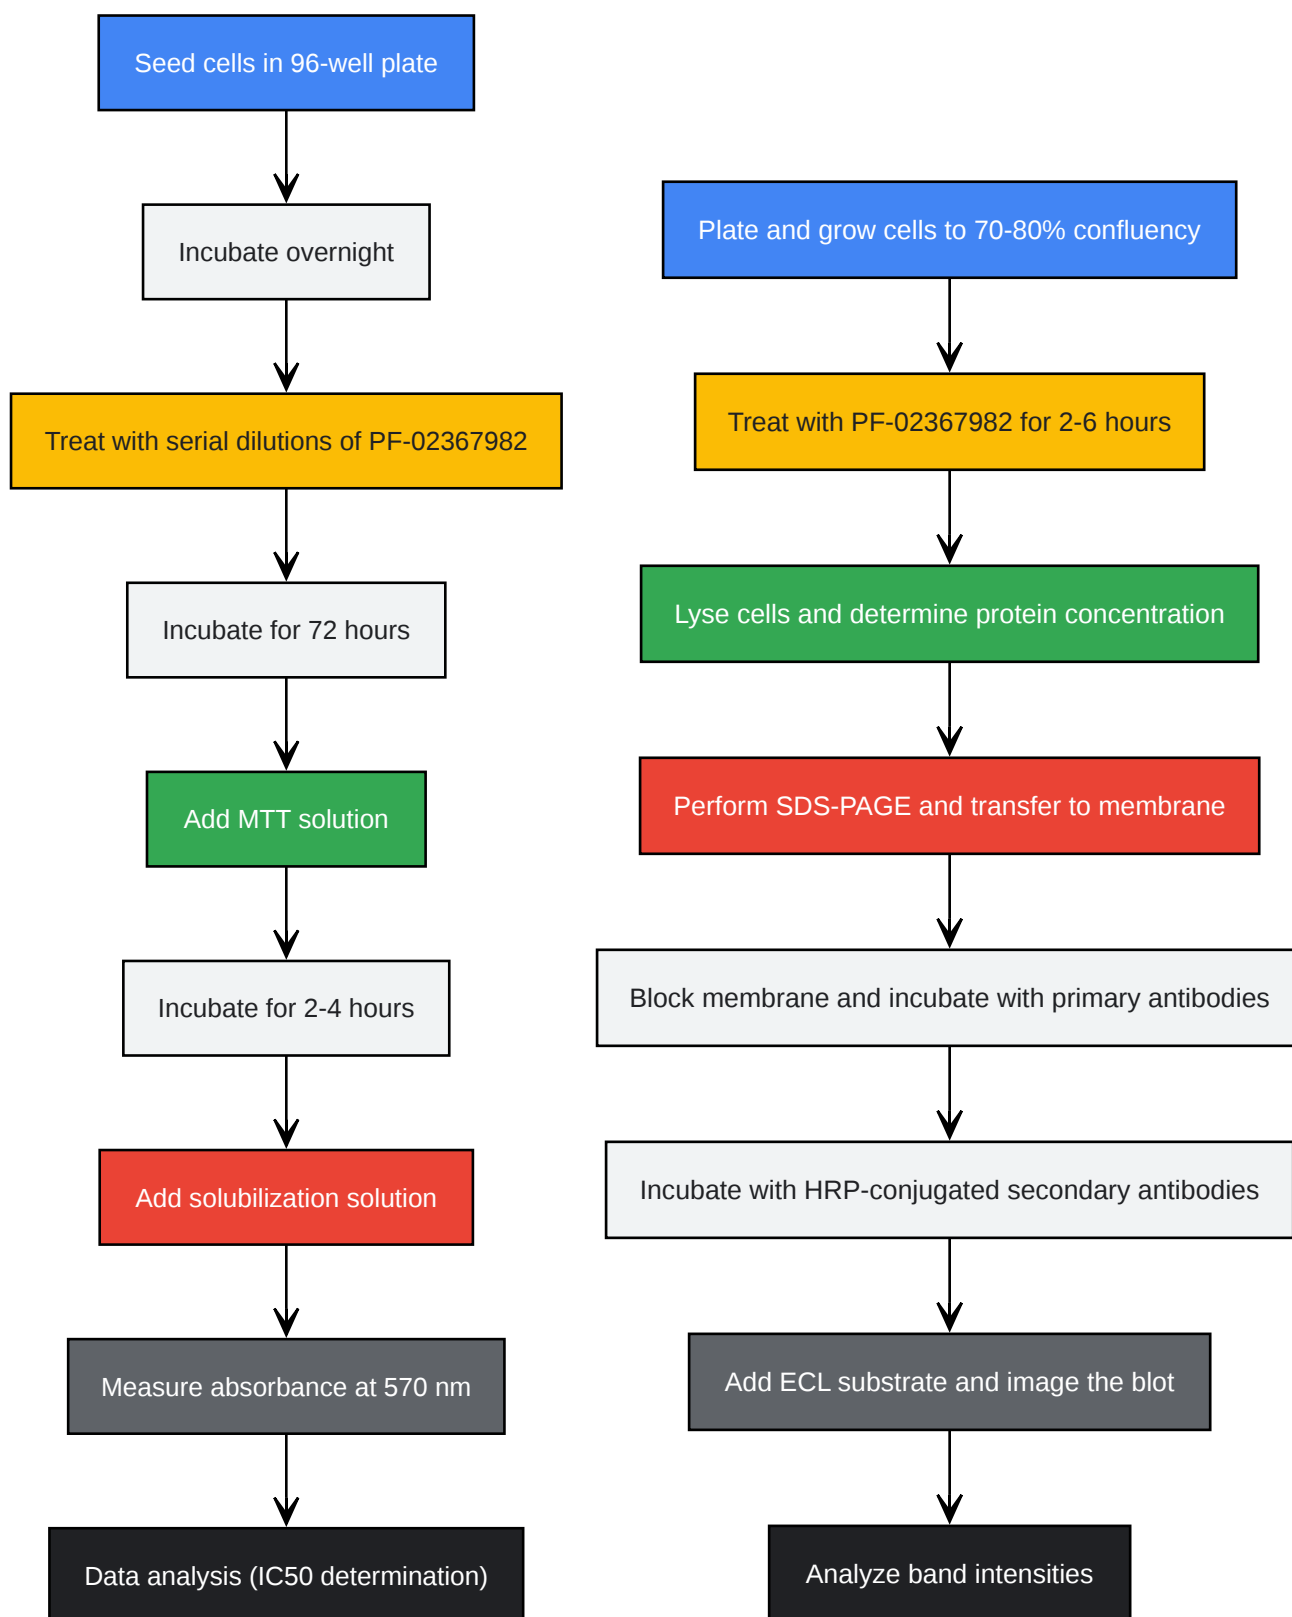 Seed cells in 96-well plate
Incubate overnight
Treat with serial dilutions of PF-02367982
Incubate for 72 hours
Add MTT solution
Incubate for 2-4 hours
Add solubilization solution
Measure absorbance at 570 nm
Data analysis (IC50 determination)
Plate and grow cells to 70-80% confluency
Treat with PF-02367982 for 2-6 hours
Lyse cells and determine protein concentration
Perform SDS-PAGE and transfer to membrane
Block membrane and incubate with primary antibodies
Incubate with HRP-conjugated secondary antibodies
Add ECL substrate and image the blot
Analyze band intensities